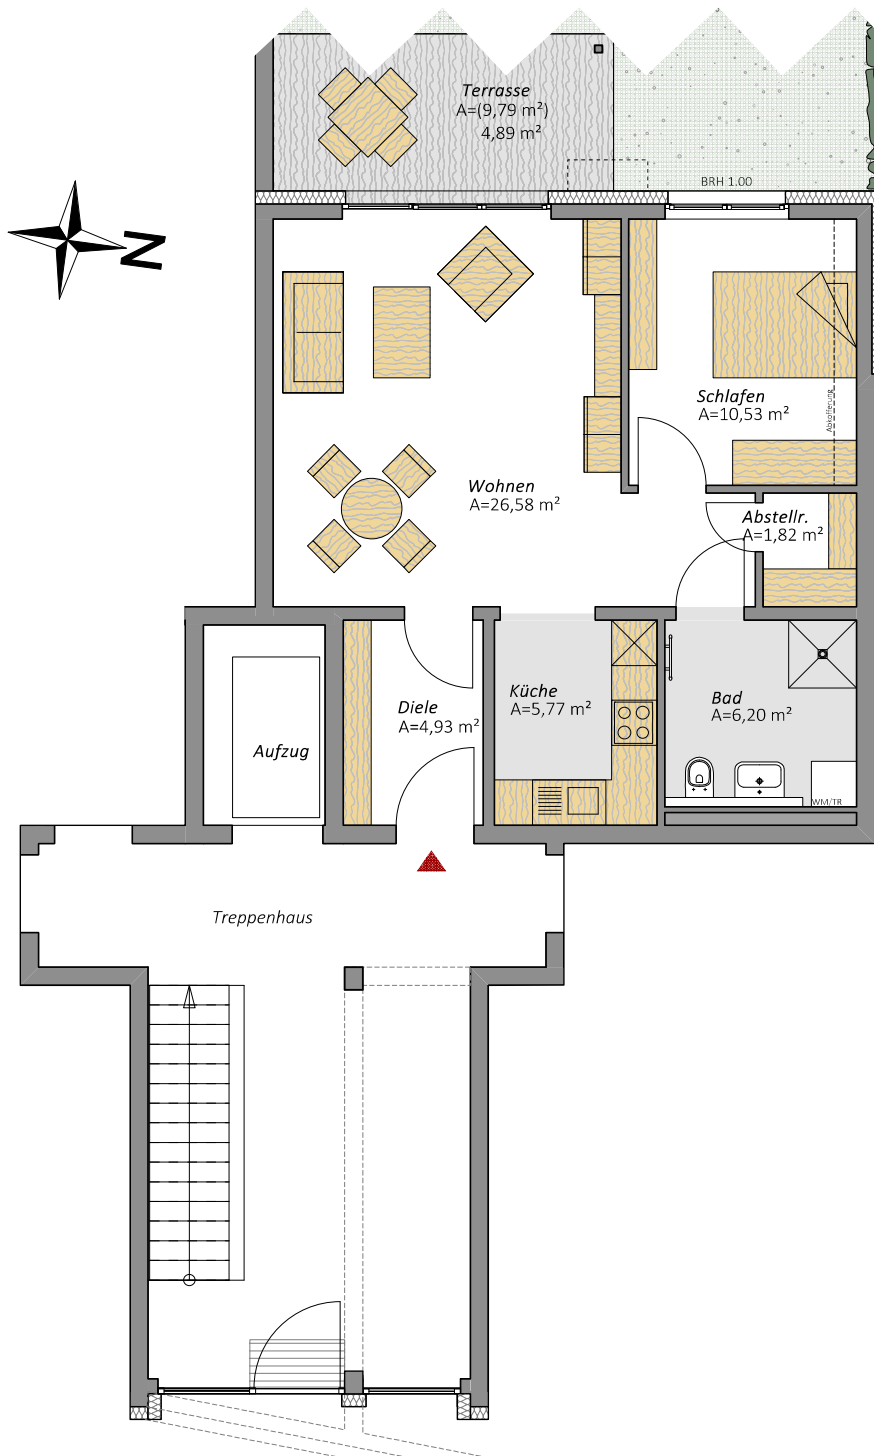 Terrasse
A=(9,79 m²)
4,89 m²
BRH 1.00
N
Schlafen
A=10,53 m²
Abkofferung
Wohnen
A=26,58 m²
Abstellr.
A=1,82 m²
Diele
A=4,93 m²
Küche
A=5,77 m²
Bad
A=6,20 m²
Aufzug
WM/TR
Treppenhaus